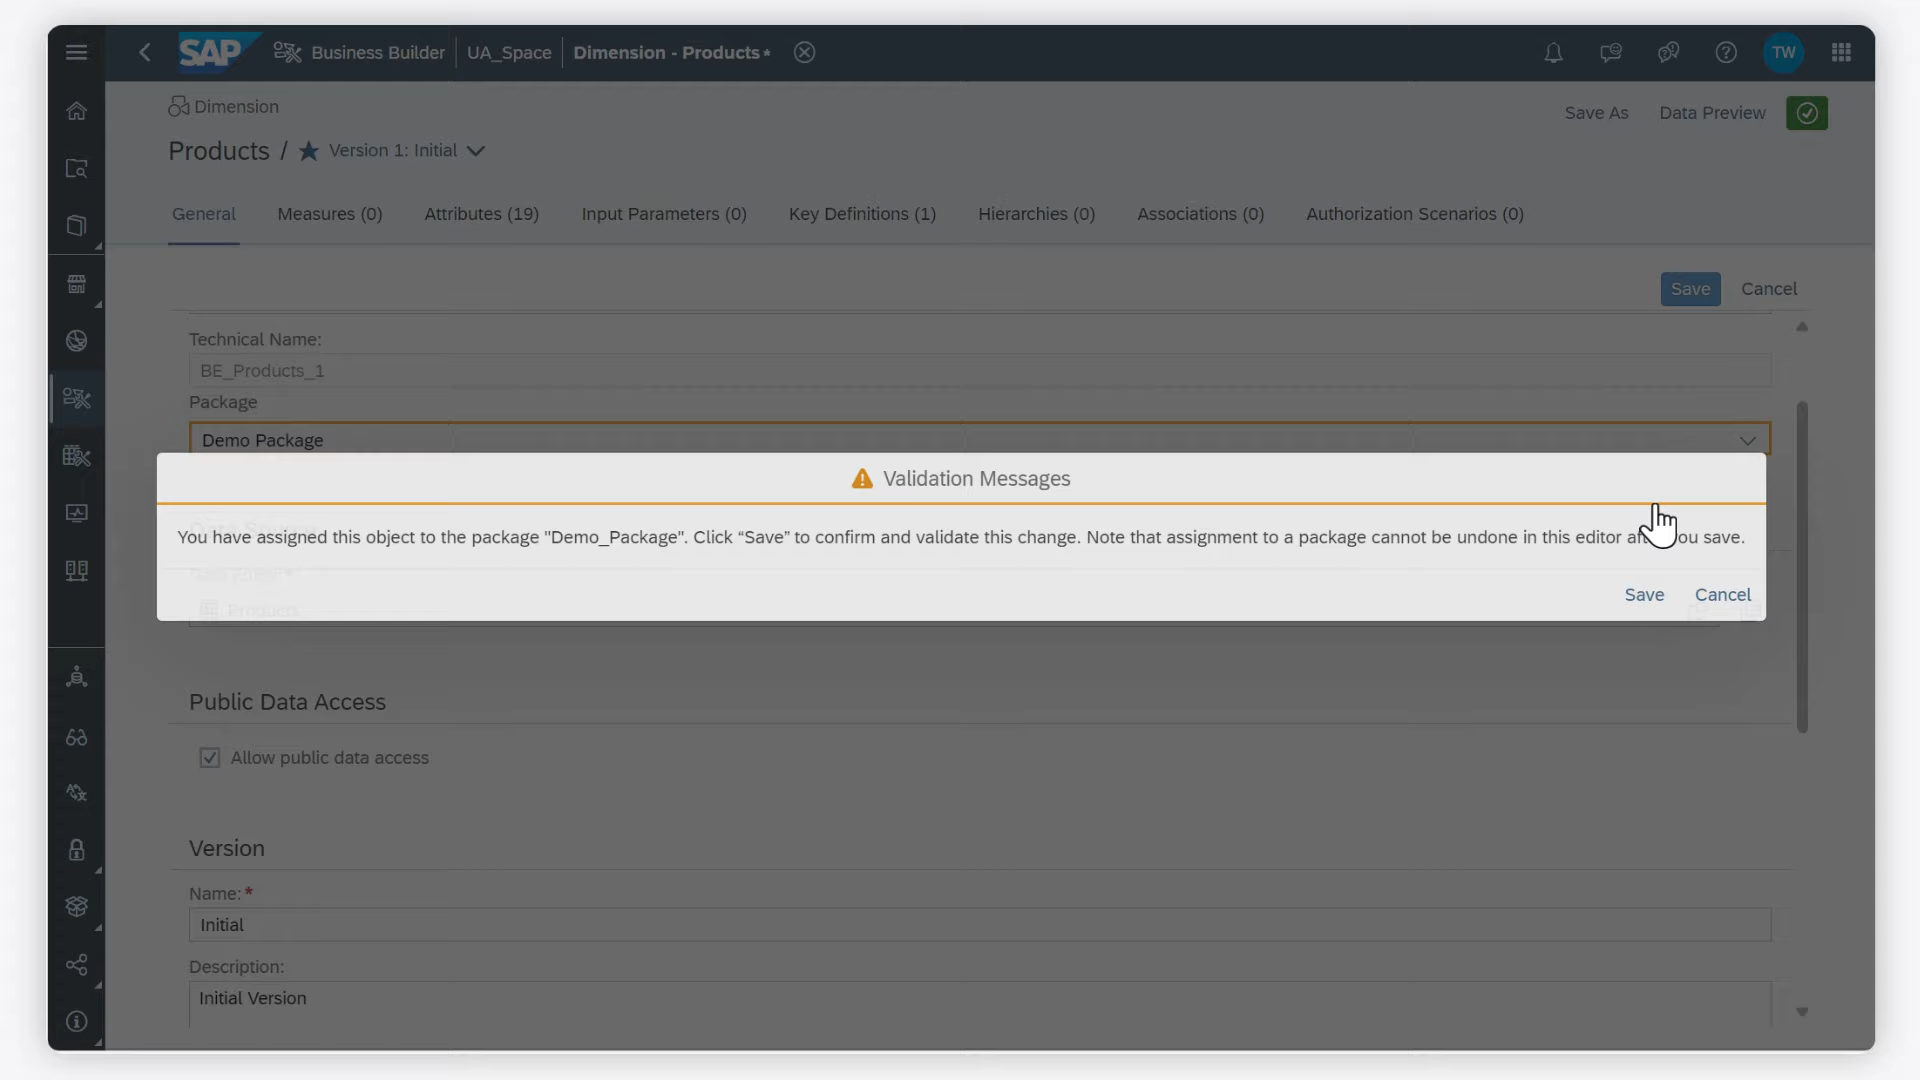 SAP Business Builder UA_Space Dimension - Products* TW
Dimension
Save As Data Preview
Products / Version 1: Initial
General Measures (0) Attributes (19) Input Parameters (0) Key Definitions (1) Hierarchies (0) Associations (0) Authorization Scenarios (0)
Save Cancel
Technical Name:
BE_Products_1
Package
Demo Package
Validation Messages
You have assigned this object to the package "Demo_Package". Click “Save” to confirm and validate this change. Note that assignment to a package cannot be undone in this editor ou save.
Save Cancel
Products
Public Data Access
Allow public data access
Version
Name:*
Initial
Description:
Initial Version